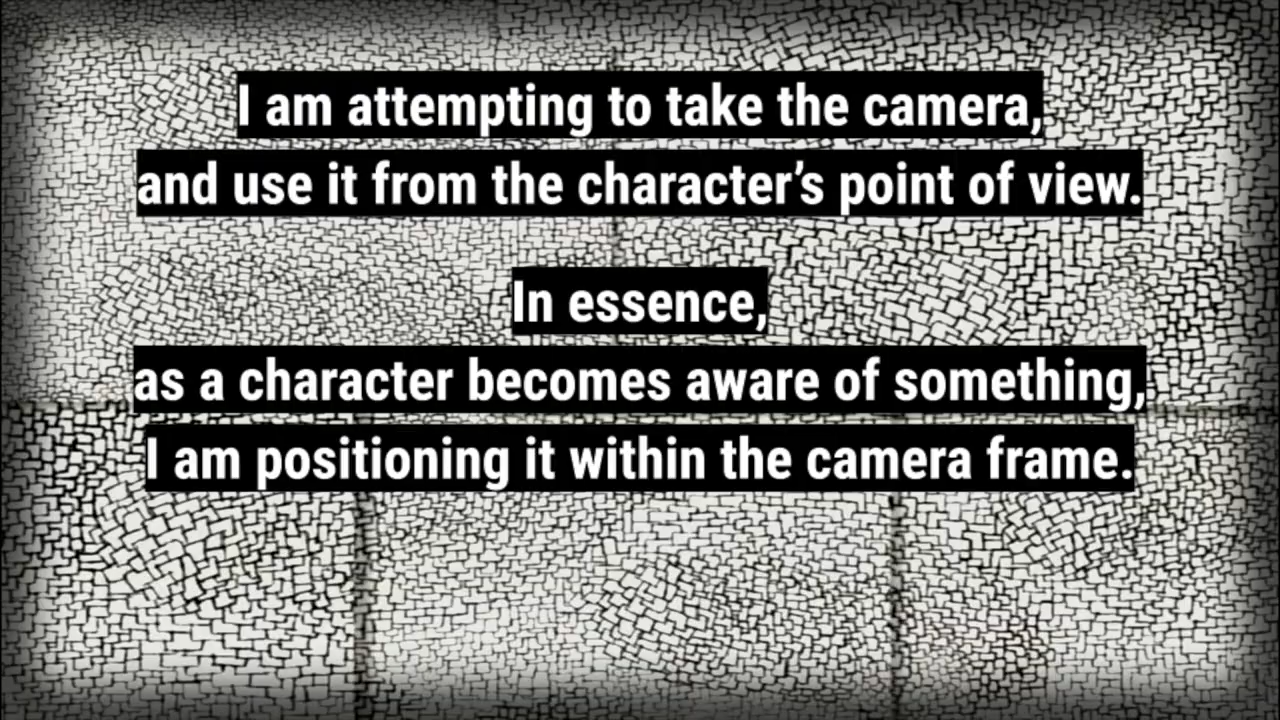 I am attempting to take the camera,
and use it from the character’s point of view.
In essence,
as a character becomes aware of something,
I am positioning it within the camera frame.